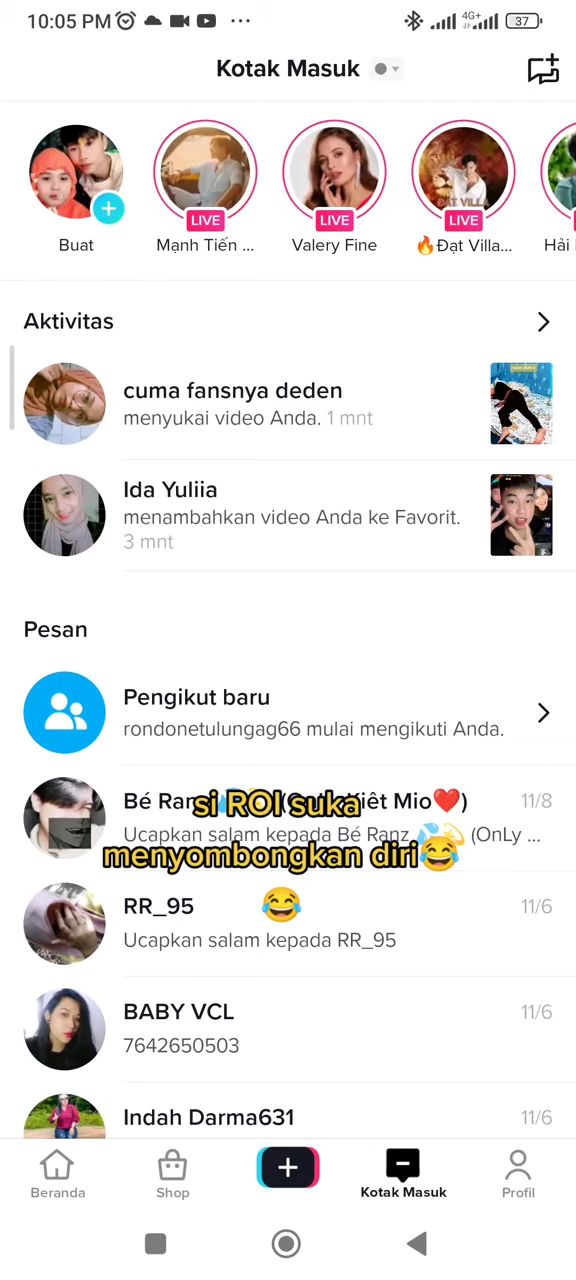 10:05 PM
4G+
37
Kotak Masuk
LIVE
LIVE
LIVE
Buat
Mạnh Tiến ...
Valery Fine
🔥Đạt Villa...
Hải
Aktivitas
cuma fansnya deden
menyukai video Anda. 1 mnt
Ida Yuliia
menambahkan video Anda ke Favorit.
3 mnt
Pesan
Pengikut baru
rondonetulungag66 mulai mengikuti Anda.
Bé Ranz💦💫(OnLy Kiêt Mio❤️)
11/8
si ROI suka
Ucapkan salam kepada Bé Ranz💦💫(OnLy ...
menyombongkan diri😂
😂
RR_95
11/6
Ucapkan salam kepada RR_95
BABY VCL
11/6
7642650503
Indah Darma631
11/6
Beranda
Shop
Kotak Masuk
Profil